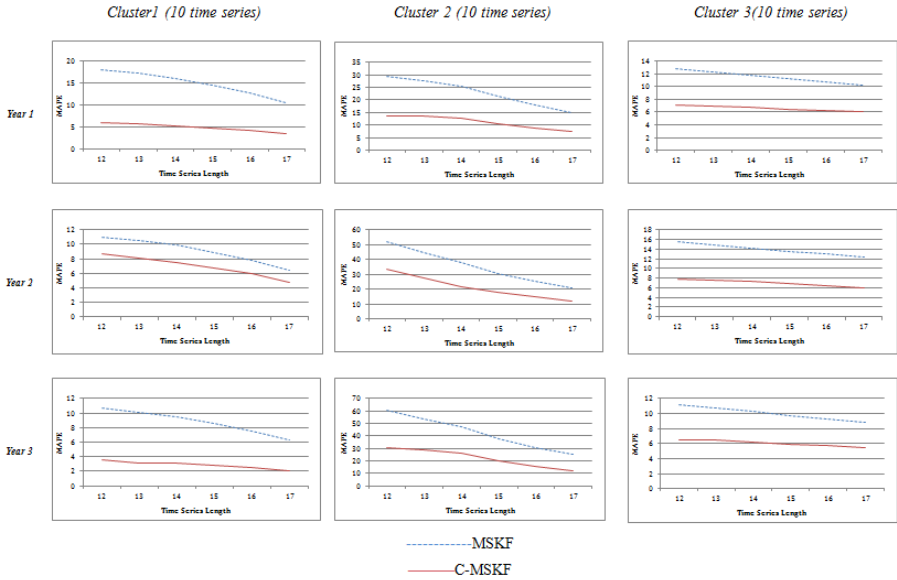 Cluster1 (10 time series)
Cluster 2 (10 time series)
Cluster 3(10 time series)
Year 1
MAPE
20
15
10
5
0
12 13 14 15 16 17
Time Series Length
MAPE
35
30
25
20
15
10
5
0
12 13 14 15 16 17
Time Series Length
MAPE
14
12
10
8
6
4
2
0
12 13 14 15 16 17
Time Series Length
Year 2
MAPE
12
10
8
6
4
2
0
12 13 14 15 16 17
Time Series Length
MAPE
60
50
40
30
20
10
0
12 13 14 15 16 17
Time Series Length
MAPE
18
16
14
12
10
8
6
4
2
0
12 13 14 15 16 17
Time Series Length
Year 3
MAPE
12
10
8
6
4
2
0
12 13 14 15 16 17
Time Series Length
MAPE
70
60
50
40
30
20
10
0
12 13 14 15 16 17
Time Series Length
MAPE
12
10
8
6
4
2
0
12 13 14 15 16 17
Time Series Length
MSKF
C-MSKF